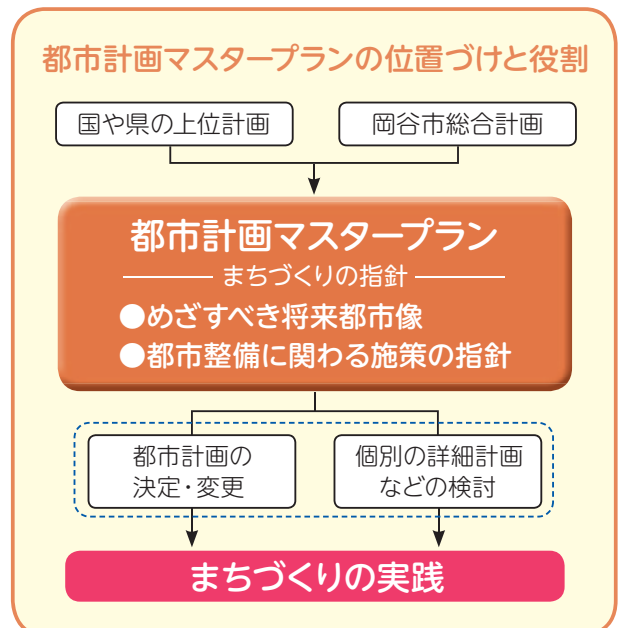 都市計画マスタープランの位置づけと役割
国や県の上位計画
岡谷市総合計画
都市計画マスタープラン
まちづくりの指針
●めざすべき将来都市像
●都市整備に関わる施策の指針
都市計画の
決定・変更
個別の詳細計画
などの検討
まちづくりの実践